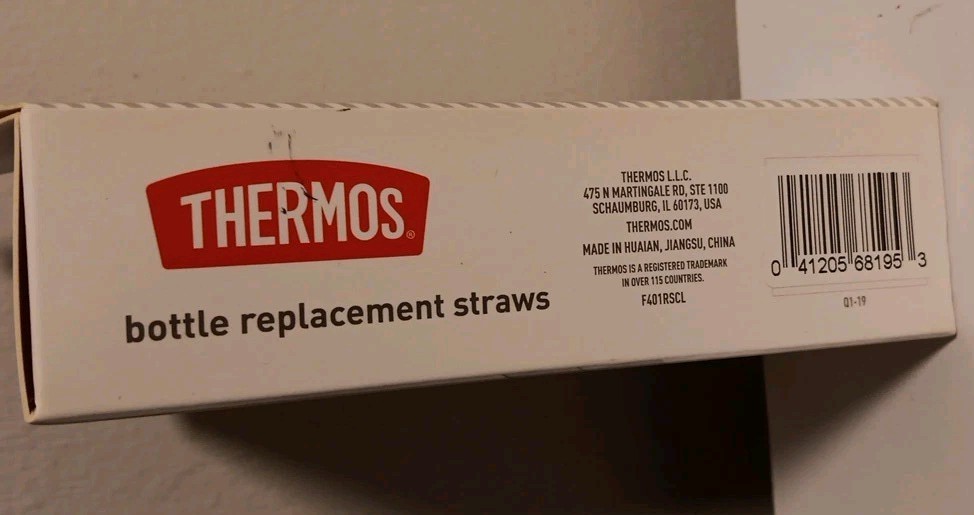 THERMOS®
bottle replacement straws
THERMOS L.L.C.
475 N MARTINGALE RD, STE 1100
SCHAUMBURG, IL 60173, USA
THERMOS.COM
MADE IN HUAIAN, JIANGSU, CHINA
THERMOS IS A REGISTERED TRADEMARK
IN OVER 115 COUNTRIES.
F401RSCL
0 41205 68195 3
Q1-19